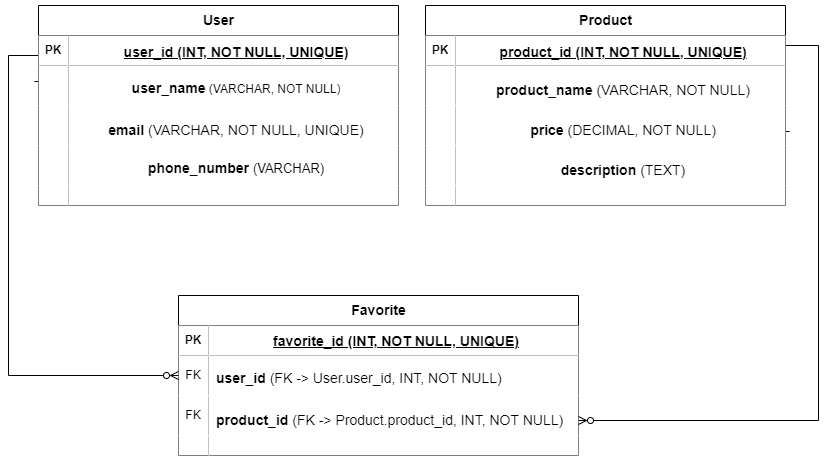 User
PK user_id (INT, NOT NULL, UNIQUE)
user_name (VARCHAR, NOT NULL)
email (VARCHAR, NOT NULL, UNIQUE)
phone_number (VARCHAR)
Product
PK product_id (INT, NOT NULL, UNIQUE)
product_name (VARCHAR, NOT NULL)
price (DECIMAL, NOT NULL)
description (TEXT)
Favorite
PK favorite_id (INT, NOT NULL, UNIQUE)
FK user_id (FK -> User.user_id, INT, NOT NULL)
FK product_id (FK -> Product.product_id, INT, NOT NULL)